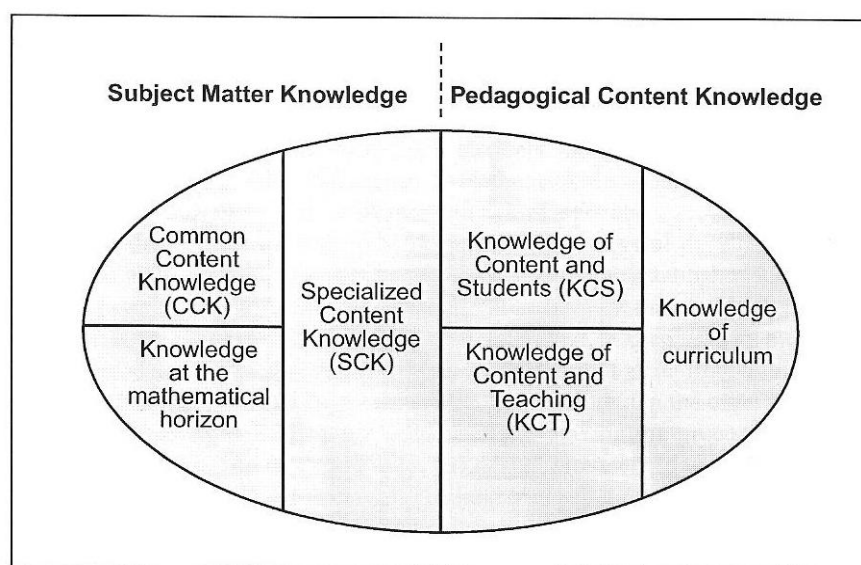 Subject Matter Knowledge
Pedagogical Content Knowledge
Common
Content
Knowledge
(CCK)
Knowledge
at the
mathematical
horizon
Specialized
Content
Knowledge
(SCK)
Knowledge of
Content and
Students (KCS)
Knowledge of
Content and
Teaching
(KCT)
Knowledge
of
curriculum